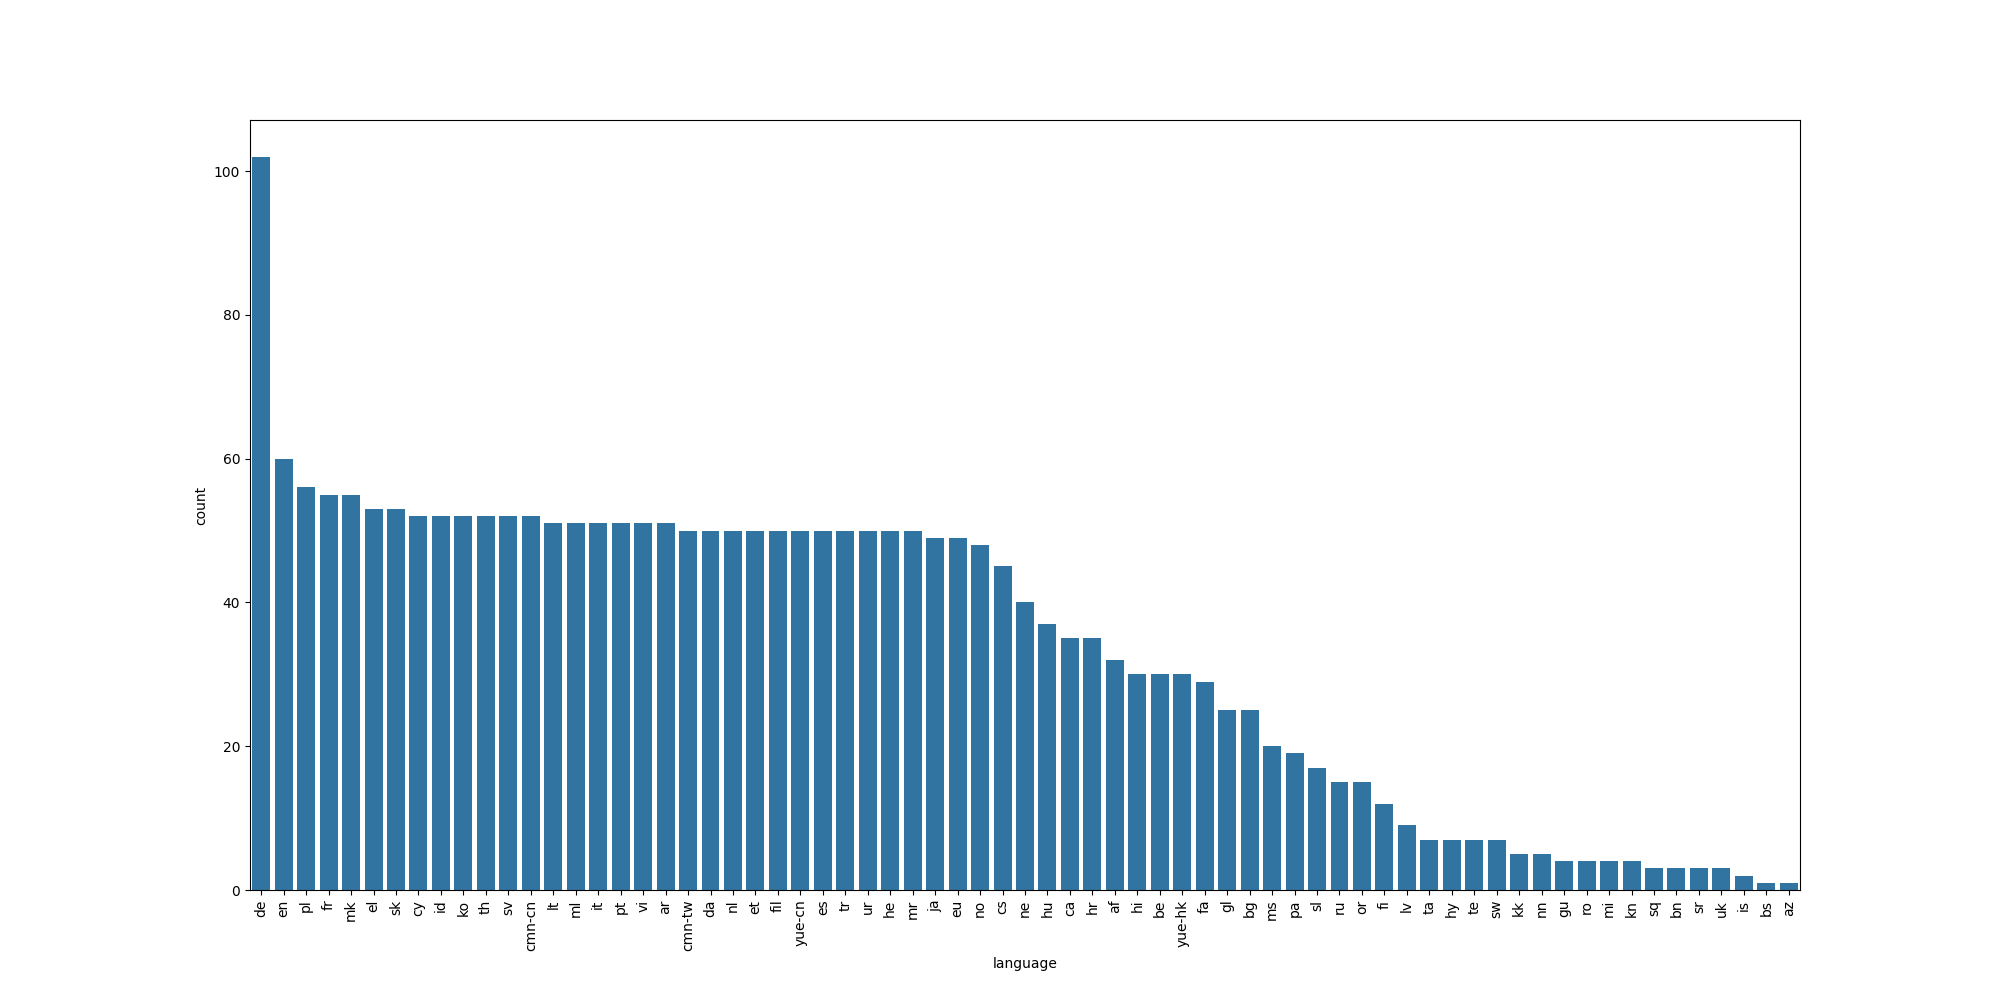 count
100
80
60
40
20
0
de en pl fr mk el sk cy id ko th sv cmn-cn lt ml it pt vi ar cmn-tw da nl et fil yue-cn es tr ur he mr ja eu no cs ne hu ca hr af hi be yue-hk fa gl bg ms pa sl ru or fi lv ta hy te sw kk nn gu ro mi kn sq bn sr uk is bs az
language